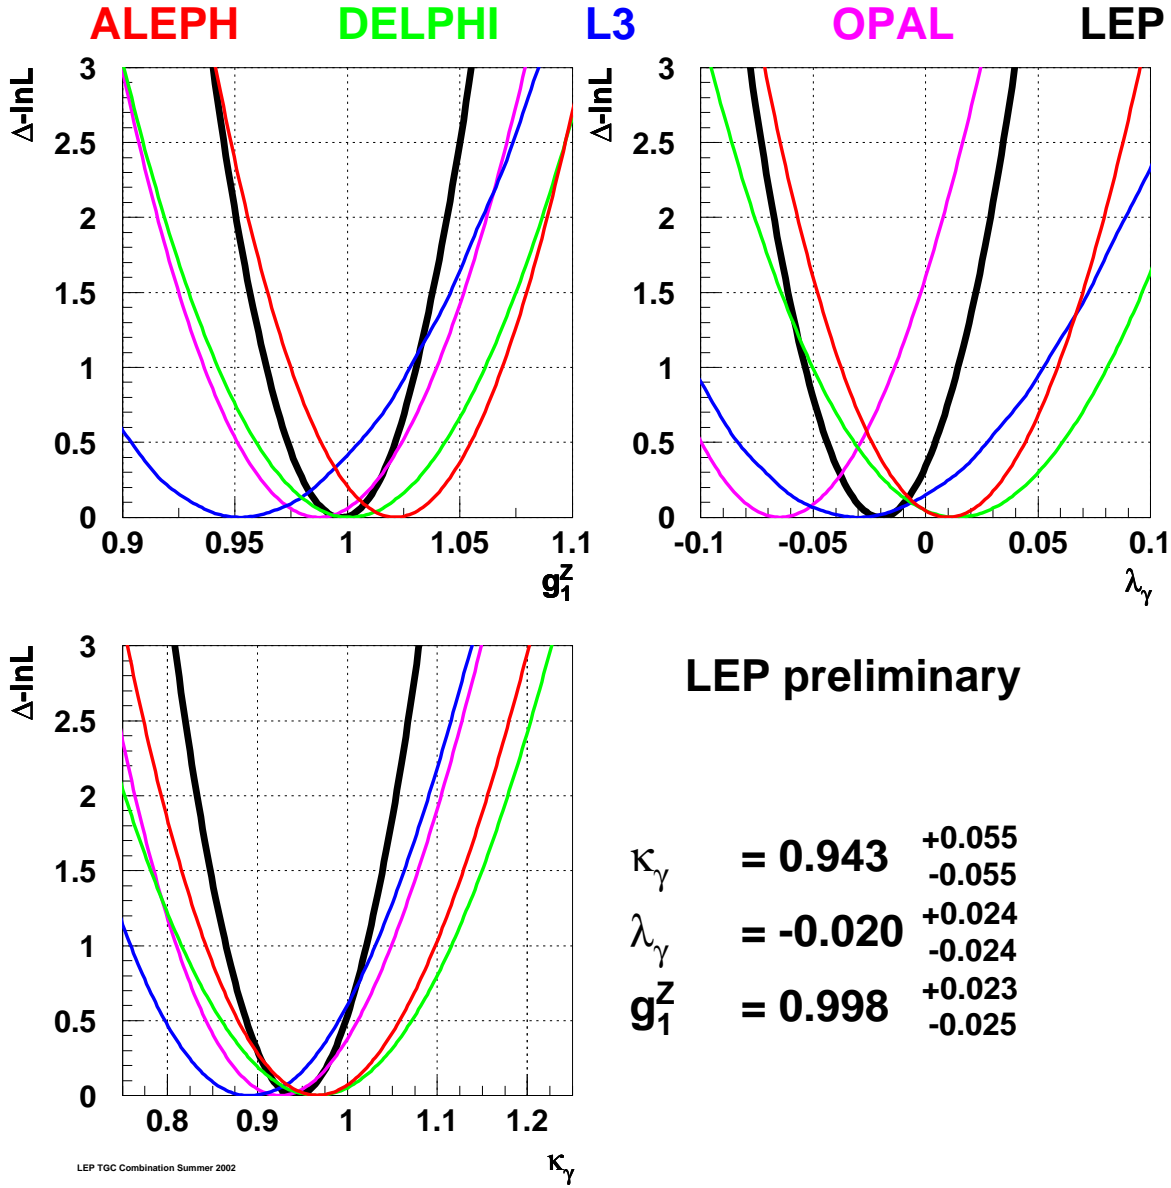 ALEPH DELPHI L3 OPAL LEP
Δ-lnL
3
2.5
2
1.5
1
0.5
0
0.9 0.95 1 1.05 1.1
g₁ᶻ
Δ-lnL
3
2.5
2
1.5
1
0.5
0
-0.1 -0.05 0 0.05 0.1
λᵧ
Δ-lnL
3
2.5
2
1.5
1
0.5
0
0.8 0.9 1 1.1 1.2
κᵧ
LEP preliminary
κᵧ = 0.943 +0.055 -0.055
λᵧ = -0.020 +0.024 -0.024
g₁ᶻ = 0.998 +0.023 -0.025
LEP TGC Combination Summer 2002